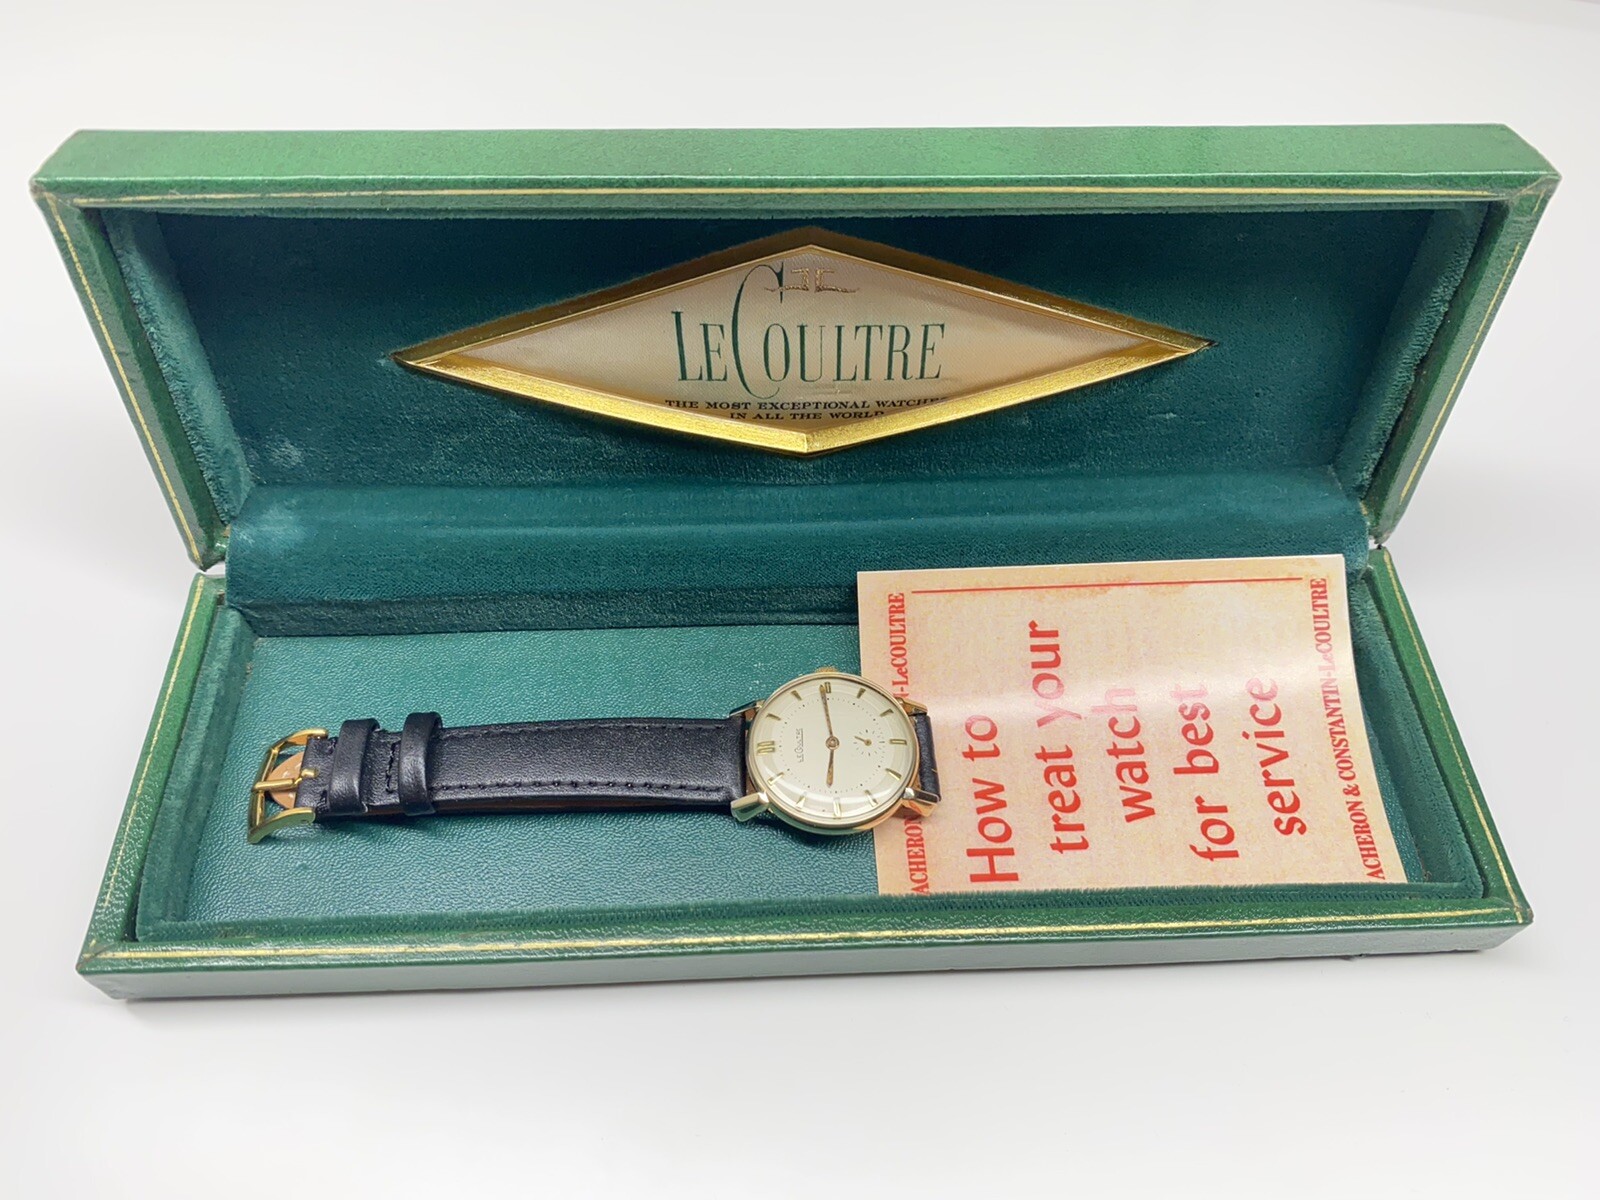 LECOULTRE
THE MOST EXCEPTIONAL WATCHES
IN ALL THE WORLD
LECOULTRE
ACHERON & CONSTANTIN-LeCOULTRE
How to
treat your
watch
for best
service
ACHERON & CONSTANTIN-LeCOULTRE